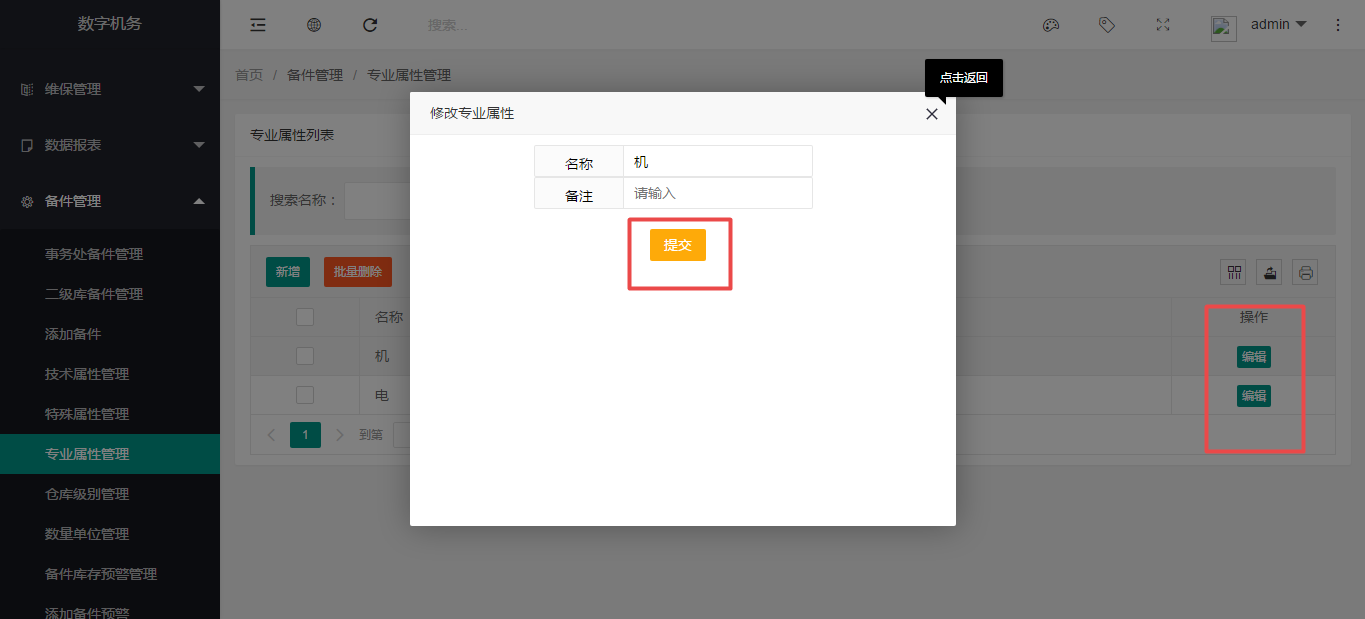 数字机务
搜索...
admin
首页 / 备件管理 / 专业属性管理
点击返回
维保管理
数据报表
备件管理
事务处备件管理
二级库备件管理
添加备件
技术属性管理
特殊属性管理
专业属性管理
仓库级别管理
数量单位管理
备件库存预警管理
添加备件预警
专业属性列表
搜索名称：
新增 批量删除
名称 操作
机 编辑
电 编辑
1 到第
修改专业属性
名称 机
备注 请输入
提交